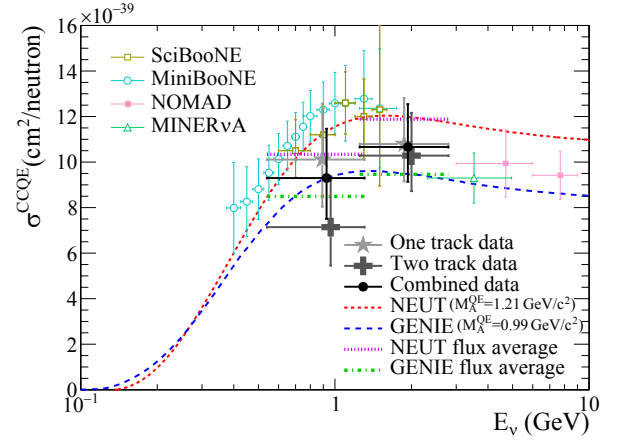 ×10⁻³⁹
σ^CCQE (cm²/neutron)
16
14
12
10
8
6
4
2
0
SciBooNE
MiniBooNE
NOMAD
MINERνA
One track data
Two track data
Combined data
NEUT (M_A^QE=1.21 GeV/c²)
GENIE (M_A^QE=0.99 GeV/c²)
NEUT flux average
GENIE flux average
10⁻¹ 1 10
E_ν (GeV)